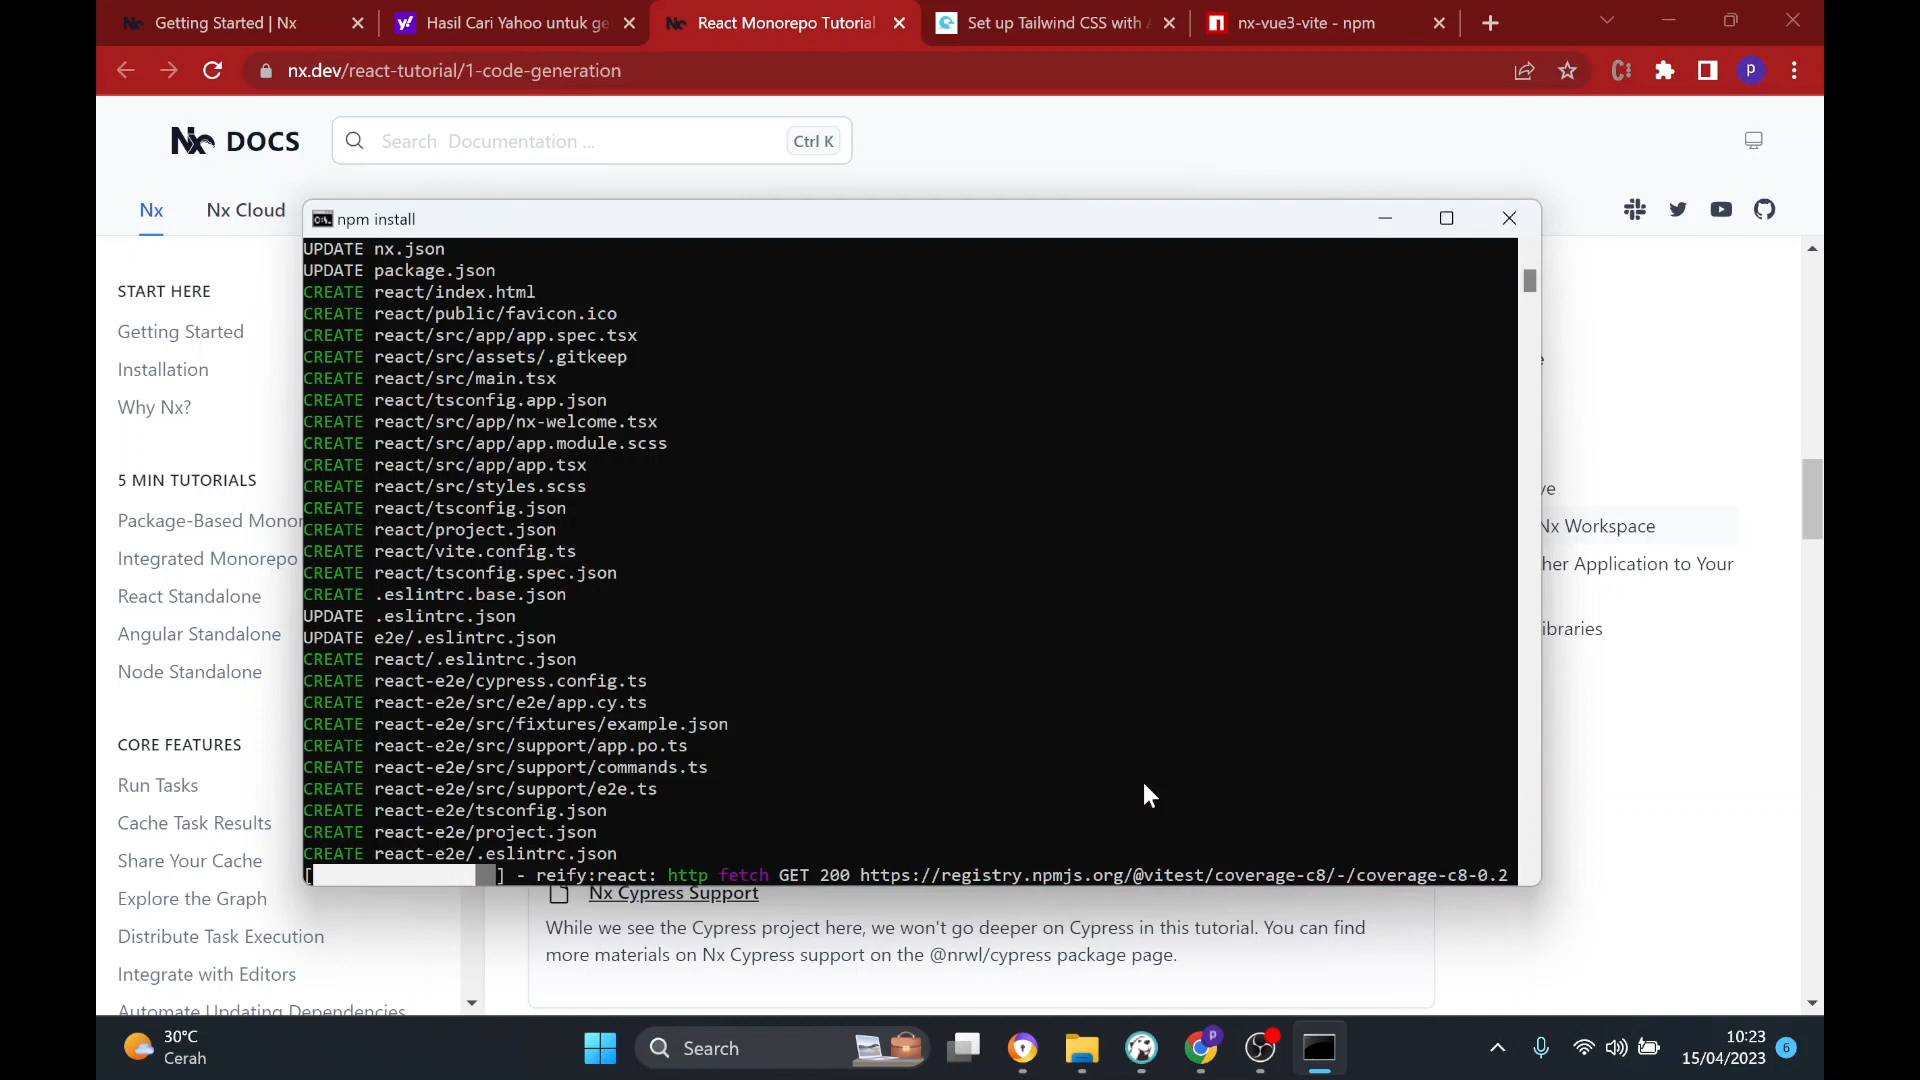 Getting Started | Nx
Hasil Cari Yahoo untuk ge
React Monorepo Tutorial
Set up Tailwind CSS with A
nx-vue3-vite - npm
nx.dev/react-tutorial/1-code-generation
P
Nx DOCS
Search Documentation ...
Ctrl K
Nx
Nx Cloud
START HERE
Getting Started
Installation
Why Nx?
5 MIN TUTORIALS
Package-Based Monor
Integrated Monorepo
React Standalone
Angular Standalone
Node Standalone
CORE FEATURES
Run Tasks
Cache Task Results
Share Your Cache
Explore the Graph
Distribute Task Execution
Integrate with Editors
Automate Updating Dependencies
npm install
UPDATE nx.json
UPDATE package.json
CREATE react/index.html
CREATE react/public/favicon.ico
CREATE react/src/app/app.spec.tsx
CREATE react/src/assets/.gitkeep
CREATE react/src/main.tsx
CREATE react/tsconfig.app.json
CREATE react/src/app/nx-welcome.tsx
CREATE react/src/app/app.module.scss
CREATE react/src/app/app.tsx
CREATE react/src/styles.scss
CREATE react/tsconfig.json
CREATE react/project.json
CREATE react/vite.config.ts
CREATE react/tsconfig.spec.json
CREATE .eslintrc.base.json
UPDATE .eslintrc.json
UPDATE e2e/.eslintrc.json
CREATE react/.eslintrc.json
CREATE react-e2e/cypress.config.ts
CREATE react-e2e/src/e2e/app.cy.ts
CREATE react-e2e/src/fixtures/example.json
CREATE react-e2e/src/support/app.po.ts
CREATE react-e2e/src/support/commands.ts
CREATE react-e2e/src/support/e2e.ts
CREATE react-e2e/tsconfig.json
CREATE react-e2e/project.json
CREATE react-e2e/.eslintrc.json
[ ] - reify:react: http fetch GET 200 https://registry.npmjs.org/@vitest/coverage-c8/-/coverage-c8-0.2
Nx Cypress Support
While we see the Cypress project here, we won't go deeper on Cypress in this tutorial. You can find
more materials on Nx Cypress support on the @nrwl/cypress package page.
ve
Nx Workspace
her Application to Your
ibraries
30°C
Cerah
Search
P
10:23
15/04/2023
6